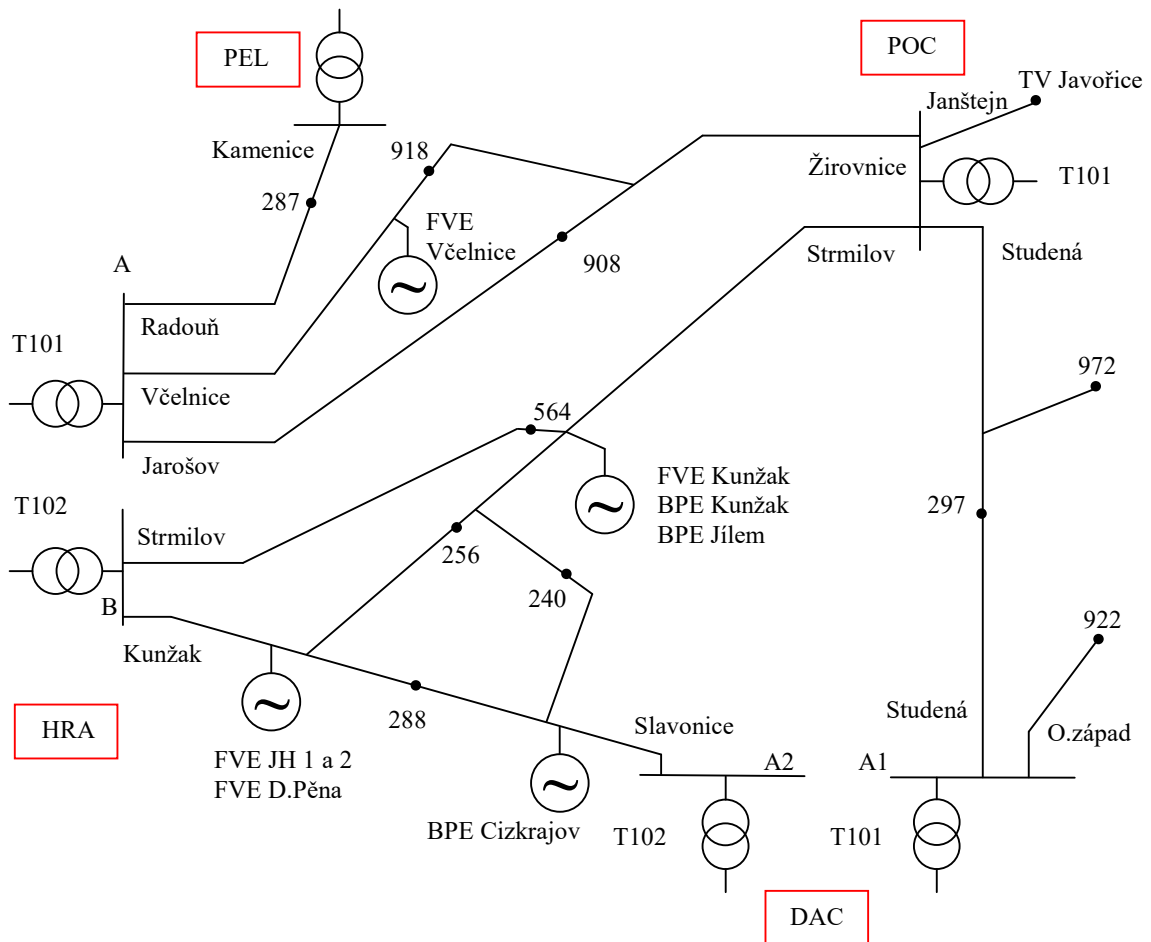 PEL
POC
TV Javořice
Janštejn
Kamenice
918
Žirovnice
T101
287
FVE
Včelnice
908
Strmilov
Studená
A
Radouň
T101
Včelnice
972
564
Jarošov
T102
FVE Kunžak
BPE Kunžak
BPE Jílem
297
Strmilov
256
240
B
922
Kunžak
288
HRA
Slavonice
Studená
O.západ
FVE JH 1 a 2
FVE D.Pěna
A2
A1
BPE Cizkrajov
T102
T101
DAC